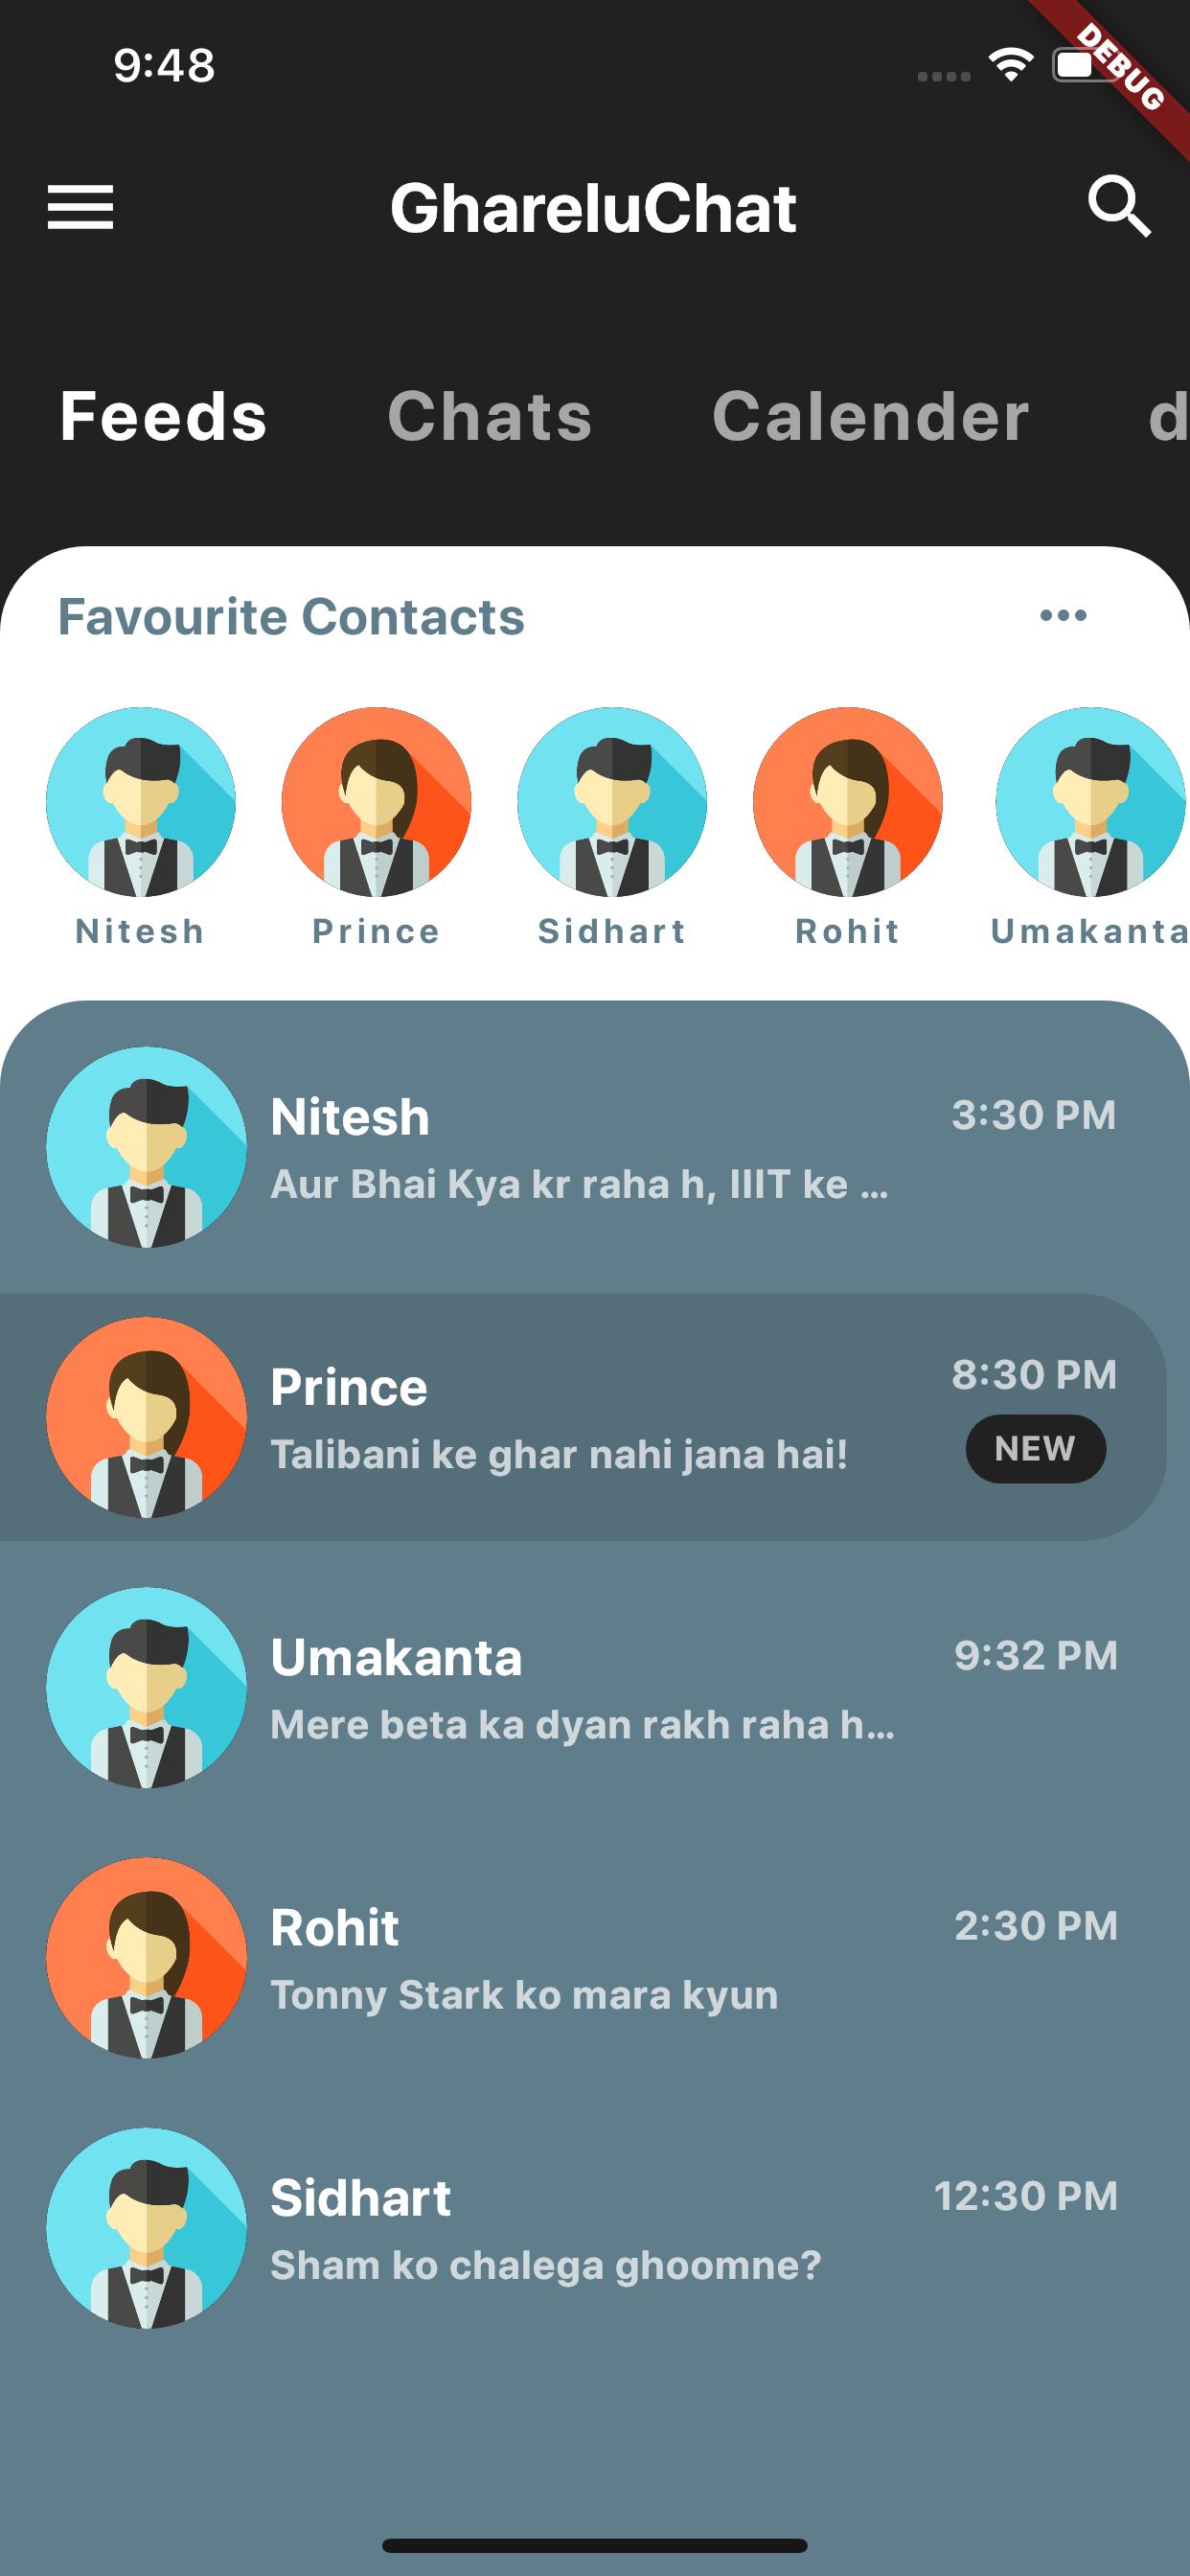 9:48
DEBUG
GhareluChat
Feeds Chats Calender d
Favourite Contacts
Nitesh Prince Sidhart Rohit Umakanta
Nitesh 3:30 PM
Aur Bhai Kya kr raha h, IIIT ke ...
Prince 8:30 PM
Talibani ke ghar nahi jana hai! NEW
Umakanta 9:32 PM
Mere beta ka dyan rakh raha h...
Rohit 2:30 PM
Tonny Stark ko mara kyun
Sidhart 12:30 PM
Sham ko chalega ghoomne?